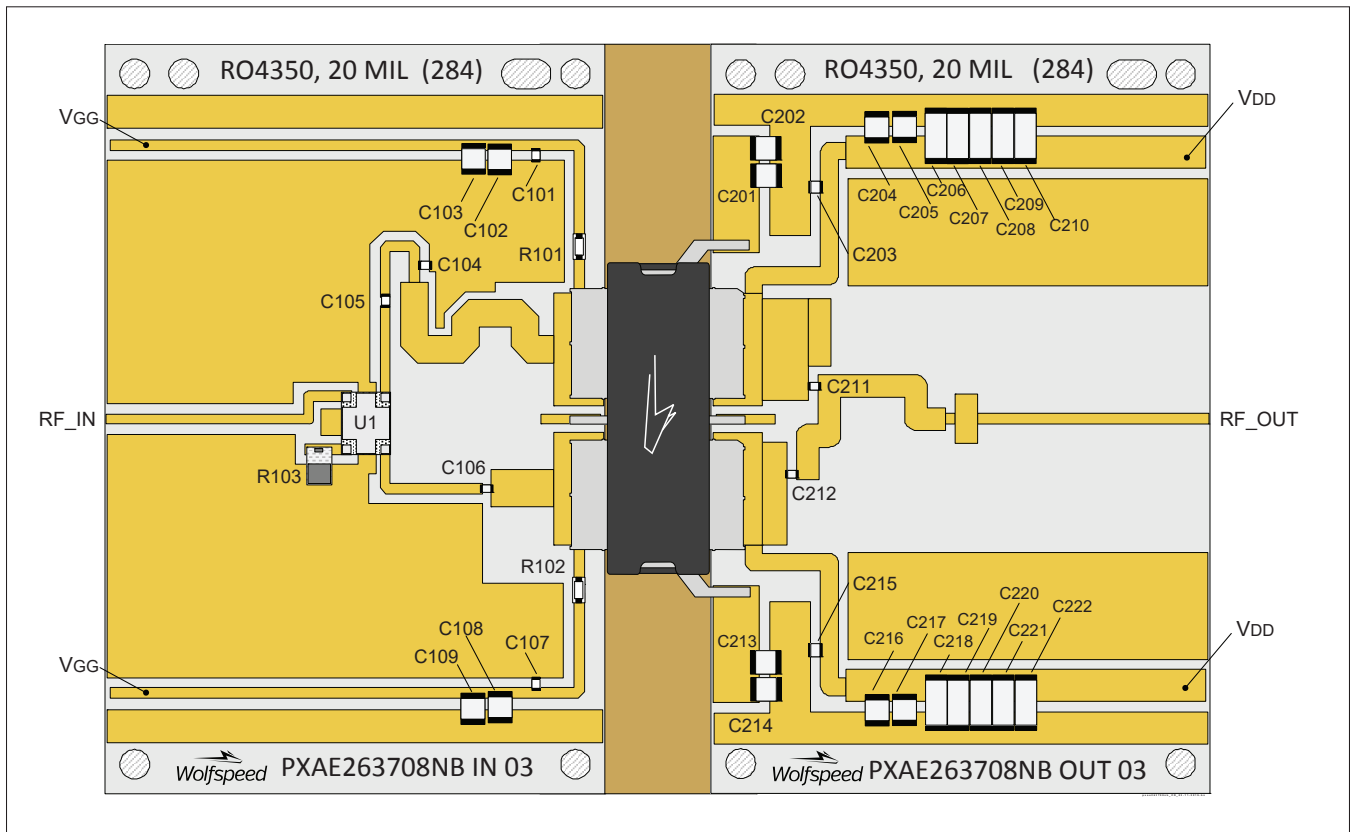 RO4350, 20 MIL (284)
RO4350, 20 MIL (284)
VGG
VDD
C202
C103
C102
C101
C201
C204
C205
C206
C207
C208
C209
C210
C203
R101
C104
C105
RF_IN
U1
C211
RF_OUT
R103
C106
C212
R102
C215
C109
C108
C107
C213
C214
C216
C217
C218
C219
C220
C221
C222
VGG
VDD
Wolfspeed PXAE263708NB IN 03
Wolfspeed PXAE263708NB OUT 03